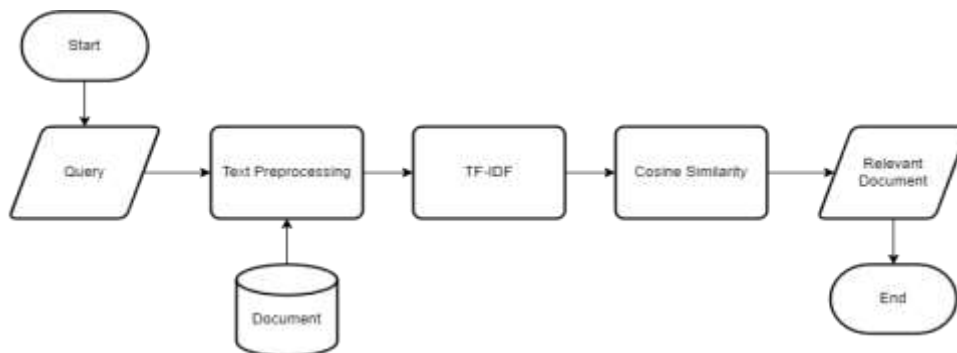 Start
Query
Text Preprocessing
TF-IDF
Cosine Similarity
Relevant
Document
Document
End